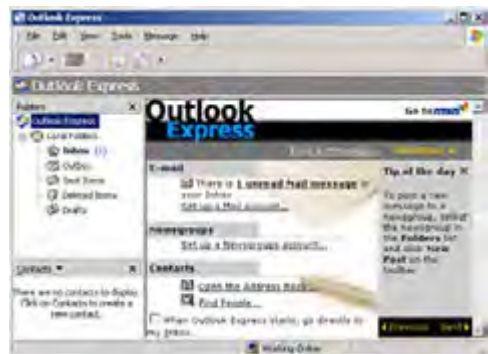 Outlook Express
File Edit View Tools Message Help
Outlook Express
Folders
Outlook Express
Local Folders
Inbox (1)
Outbox
Sent Items
Deleted Items
Drafts
Contacts
There are no contacts to display.
Click on Contacts to create a
new contact.
Outlook
Express
Go to msn
E-mail
There is 1 unread Mail message in
your Inbox
Set up a Mail account...
Newsgroups
Set up a Newsgroups account...
Contacts
Open the Address Book...
Find People...
When Outlook Express starts, go directly to
my Inbox.
Tip of the day
To post a new
message to a
newsgroup, select
the newsgroup in
the Folders list
and click New
Post on the
toolbar.
Previous Next
Working Online